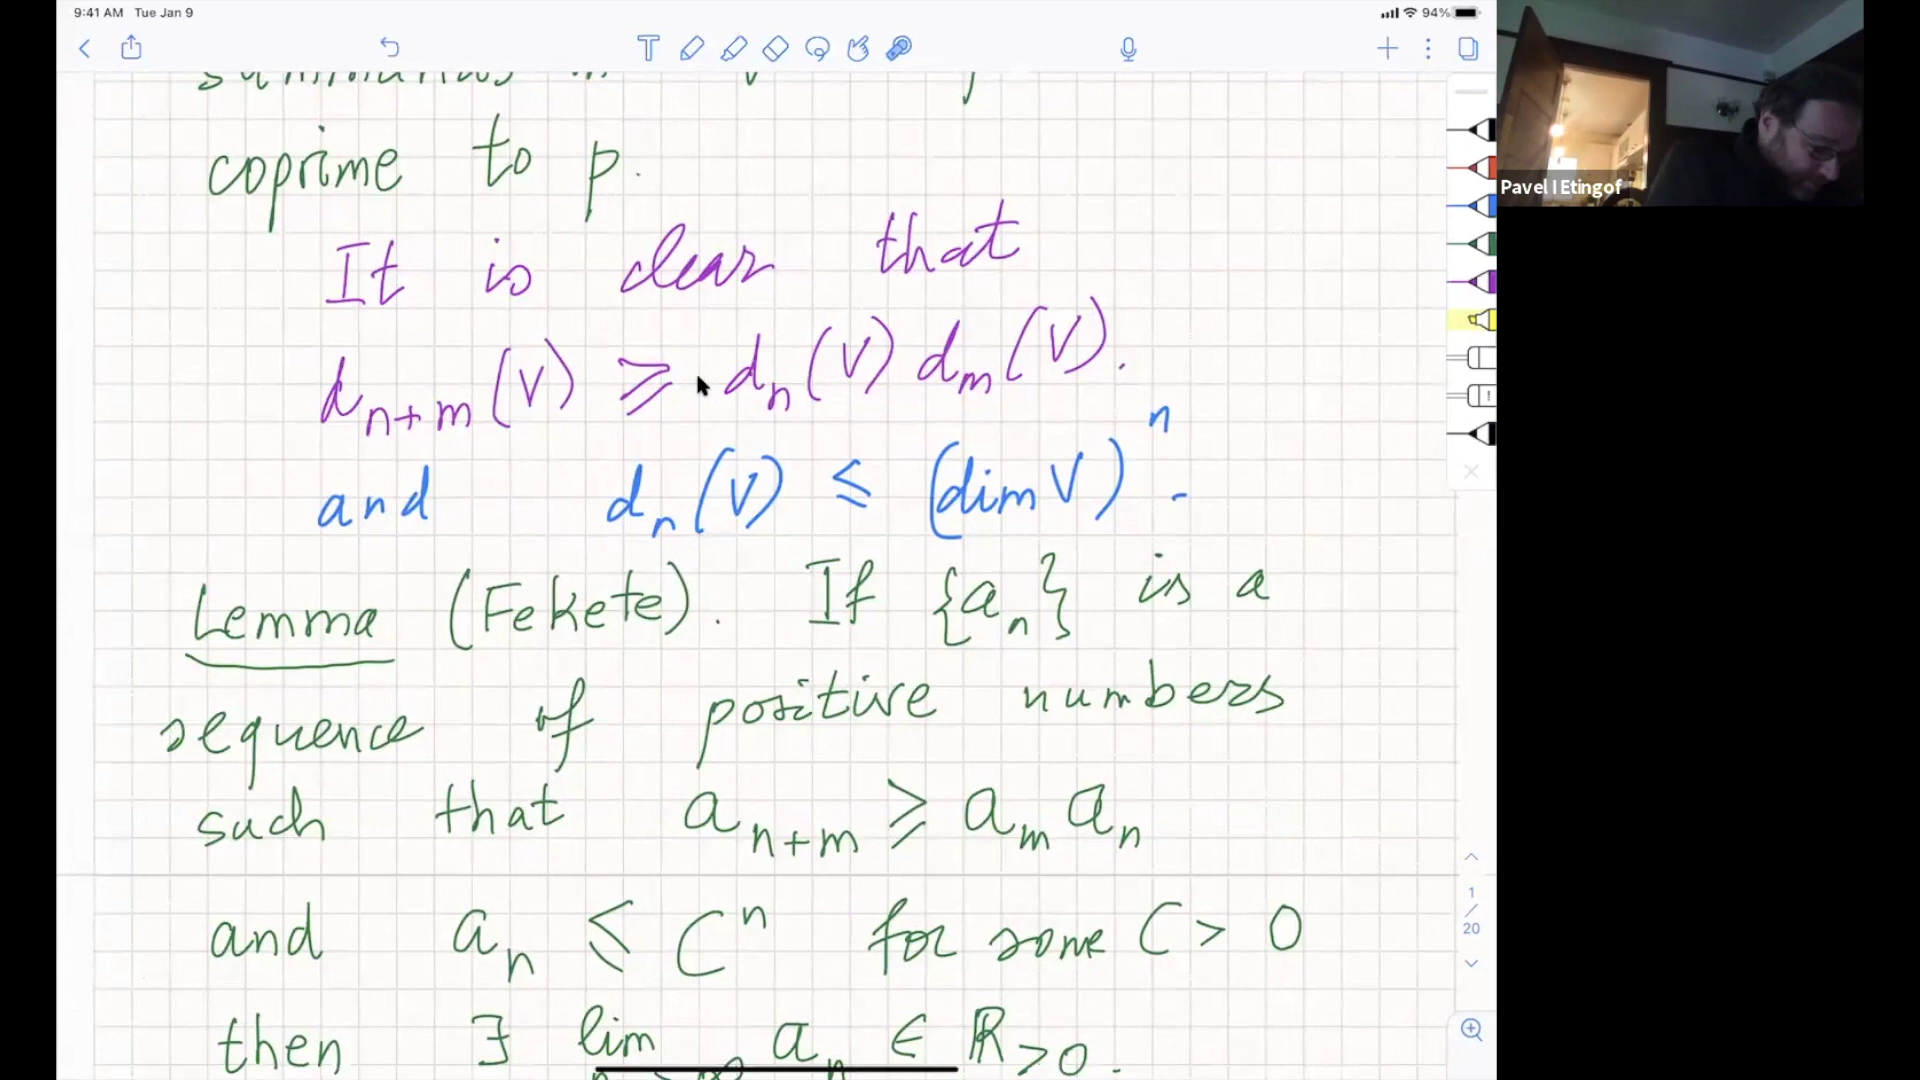 9:41 AM Tue Jan 9
94%
T
Pavel I Etingof
coprime to p.
It is clear that
d_{n+m}(V) ⩾ d_n(V) d_m(V).
and d_n(V) ≤ (dim V)^n.
Lemma (Fekete). If {a_n} is a
sequence of positive numbers
such that a_{n+m} ⩾ a_m a_n
and a_n ≤ C^n for some C > 0
then ∃ lim a_n ∈ ℝ_{>0}.
1
/
20